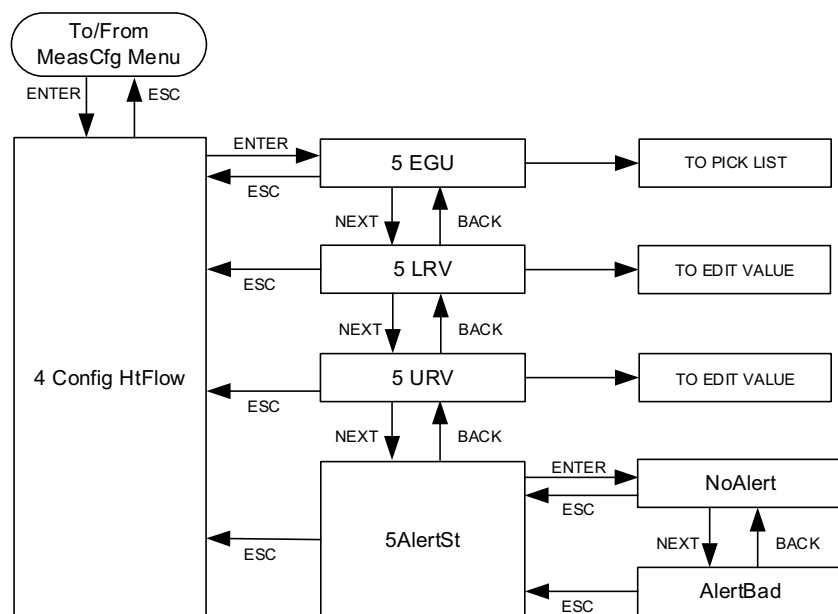 To/From
MeasCfg Menu
ENTER
ESC
ENTER
5 EGU
TO PICK LIST
ESC
NEXT
BACK
5 LRV
TO EDIT VALUE
ESC
NEXT
BACK
4 Config HtFlow
5 URV
TO EDIT VALUE
ESC
NEXT
BACK
ENTER
NoAlert
ESC
5AlertSt
NEXT
BACK
ESC
AlertBad
ESC